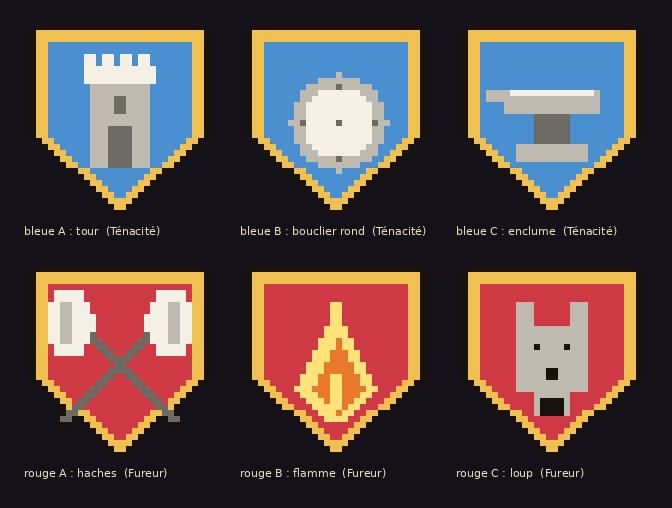 bleue A : tour (Ténacité)
bleue B : bouclier rond (Ténacité)
bleue C : enclume (Ténacité)
rouge A : haches (Fureur)
rouge B : flamme (Fureur)
rouge C : loup (Fureur)